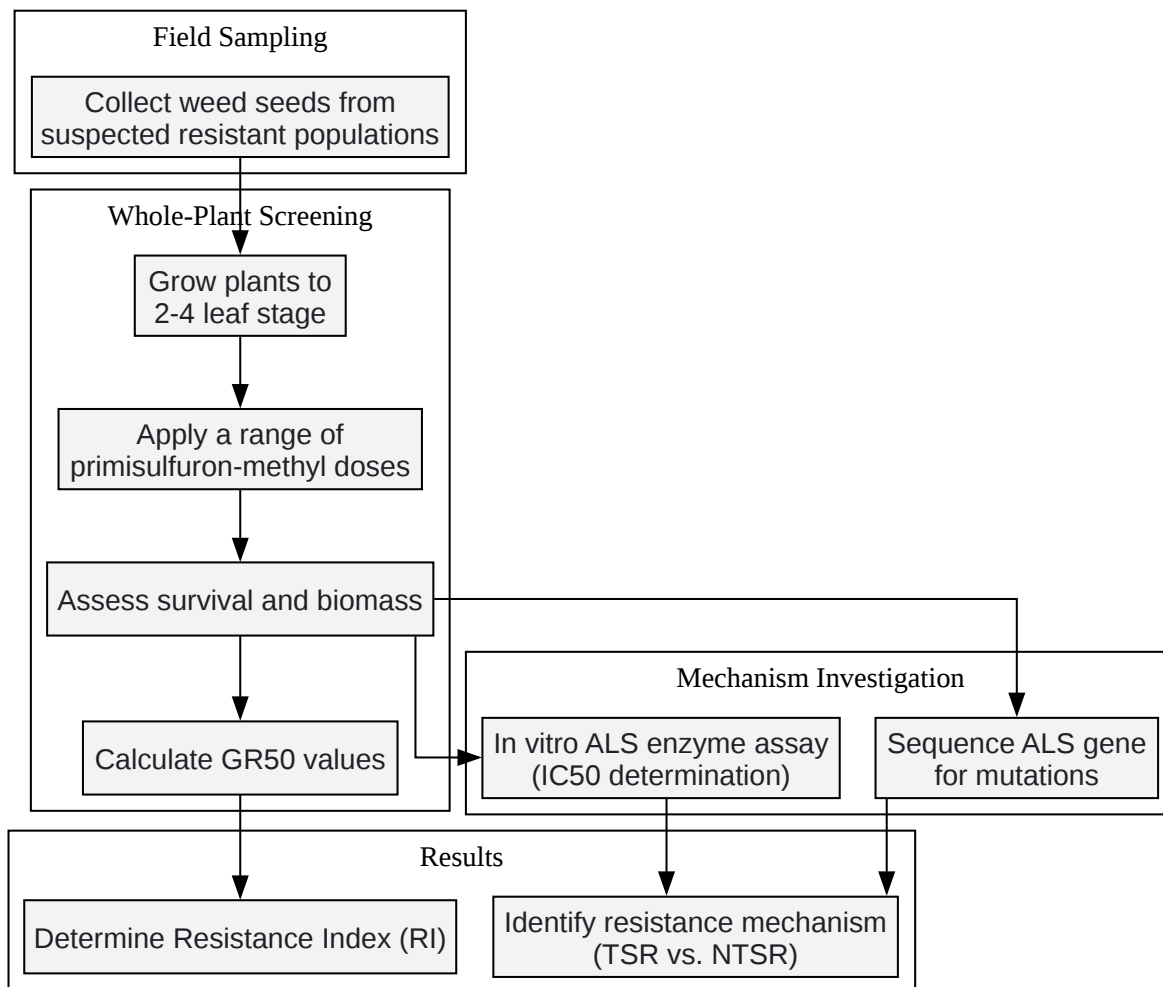 Field Sampling
Collect weed seeds from
suspected resistant populations
Whole-Plant Screening
Grow plants to
2-4 leaf stage
Apply a range of
primisulfuron-methyl doses
Assess survival and biomass
Calculate GR50 values
Mechanism Investigation
In vitro ALS enzyme assay
(IC50 determination)
Sequence ALS gene
for mutations
Results
Determine Resistance Index (RI)
Identify resistance mechanism
(TSR vs. NTSR)